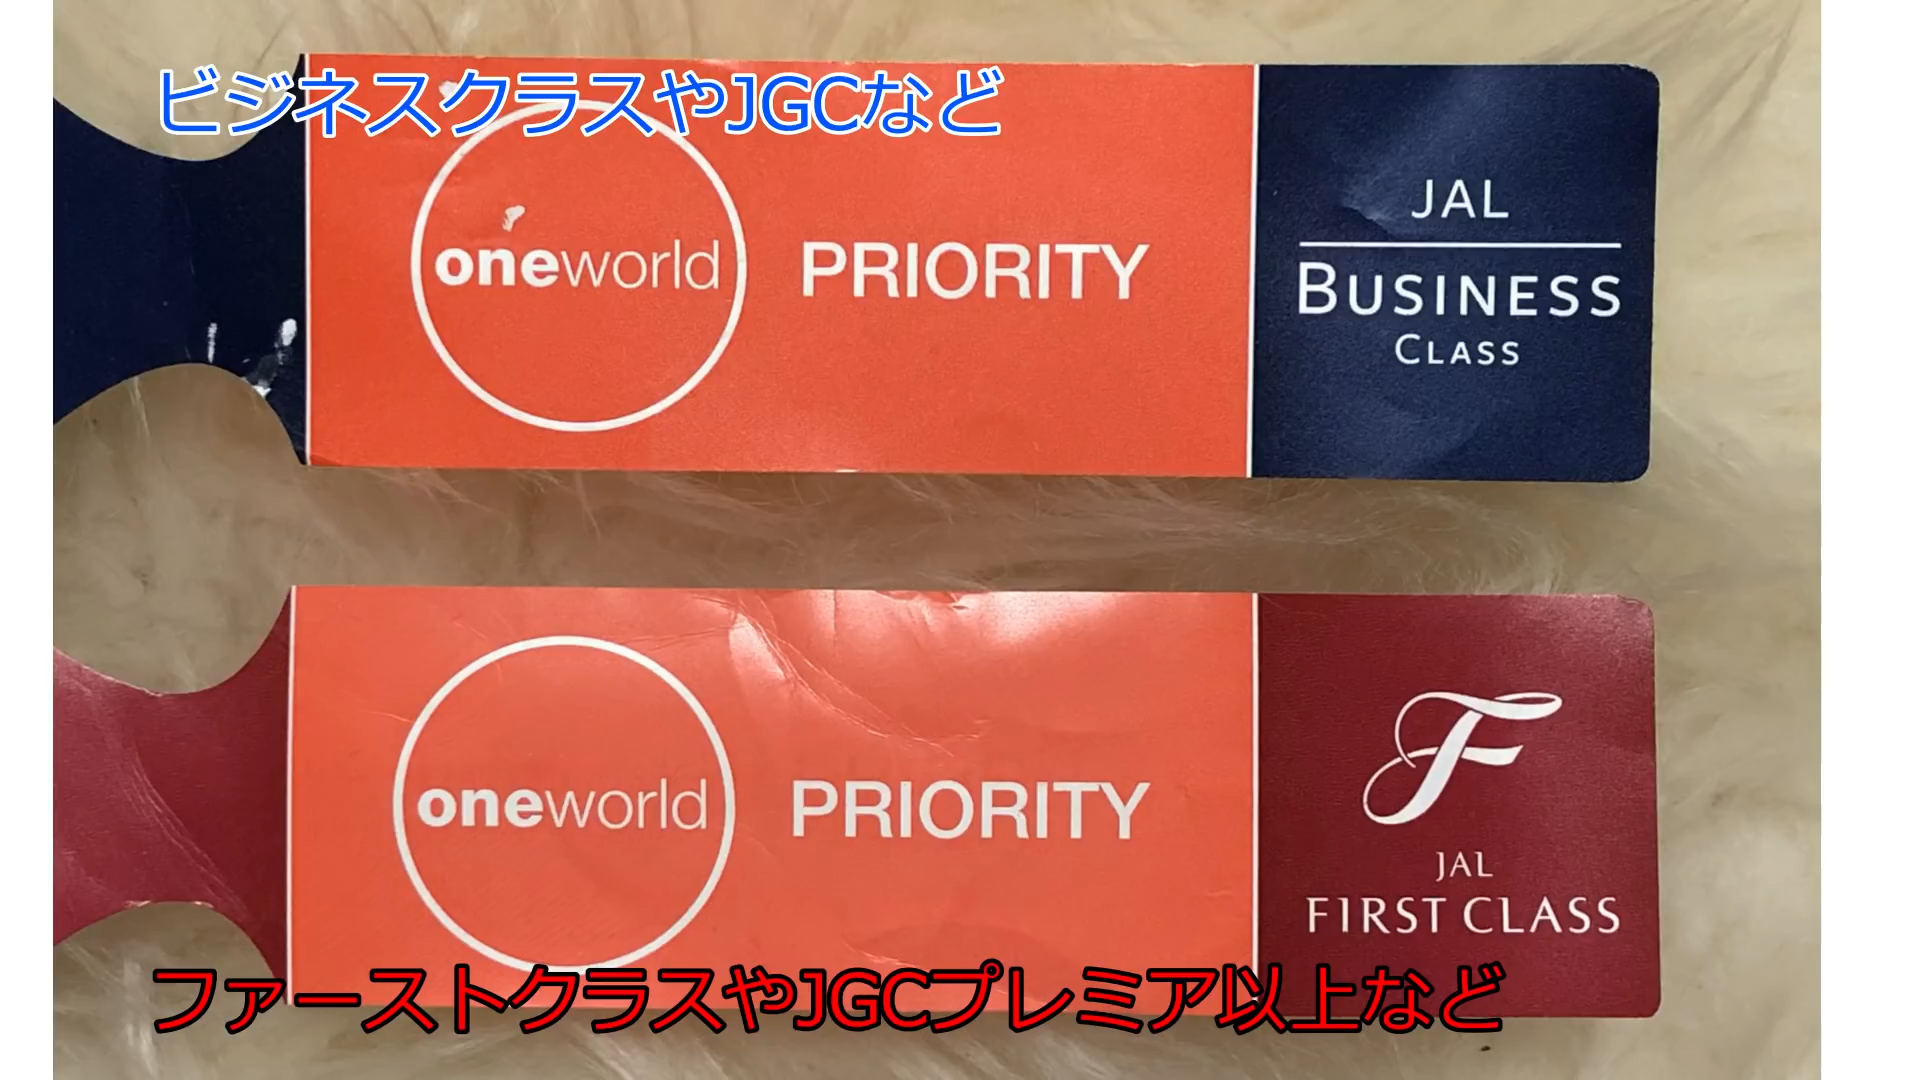 ビジネスクラスやJGCなど
oneworld PRIORITY
JAL
BUSINESS
CLASS
oneworld PRIORITY
F
JAL
FIRST CLASS
ファーストクラスやJGCプレミア以上など